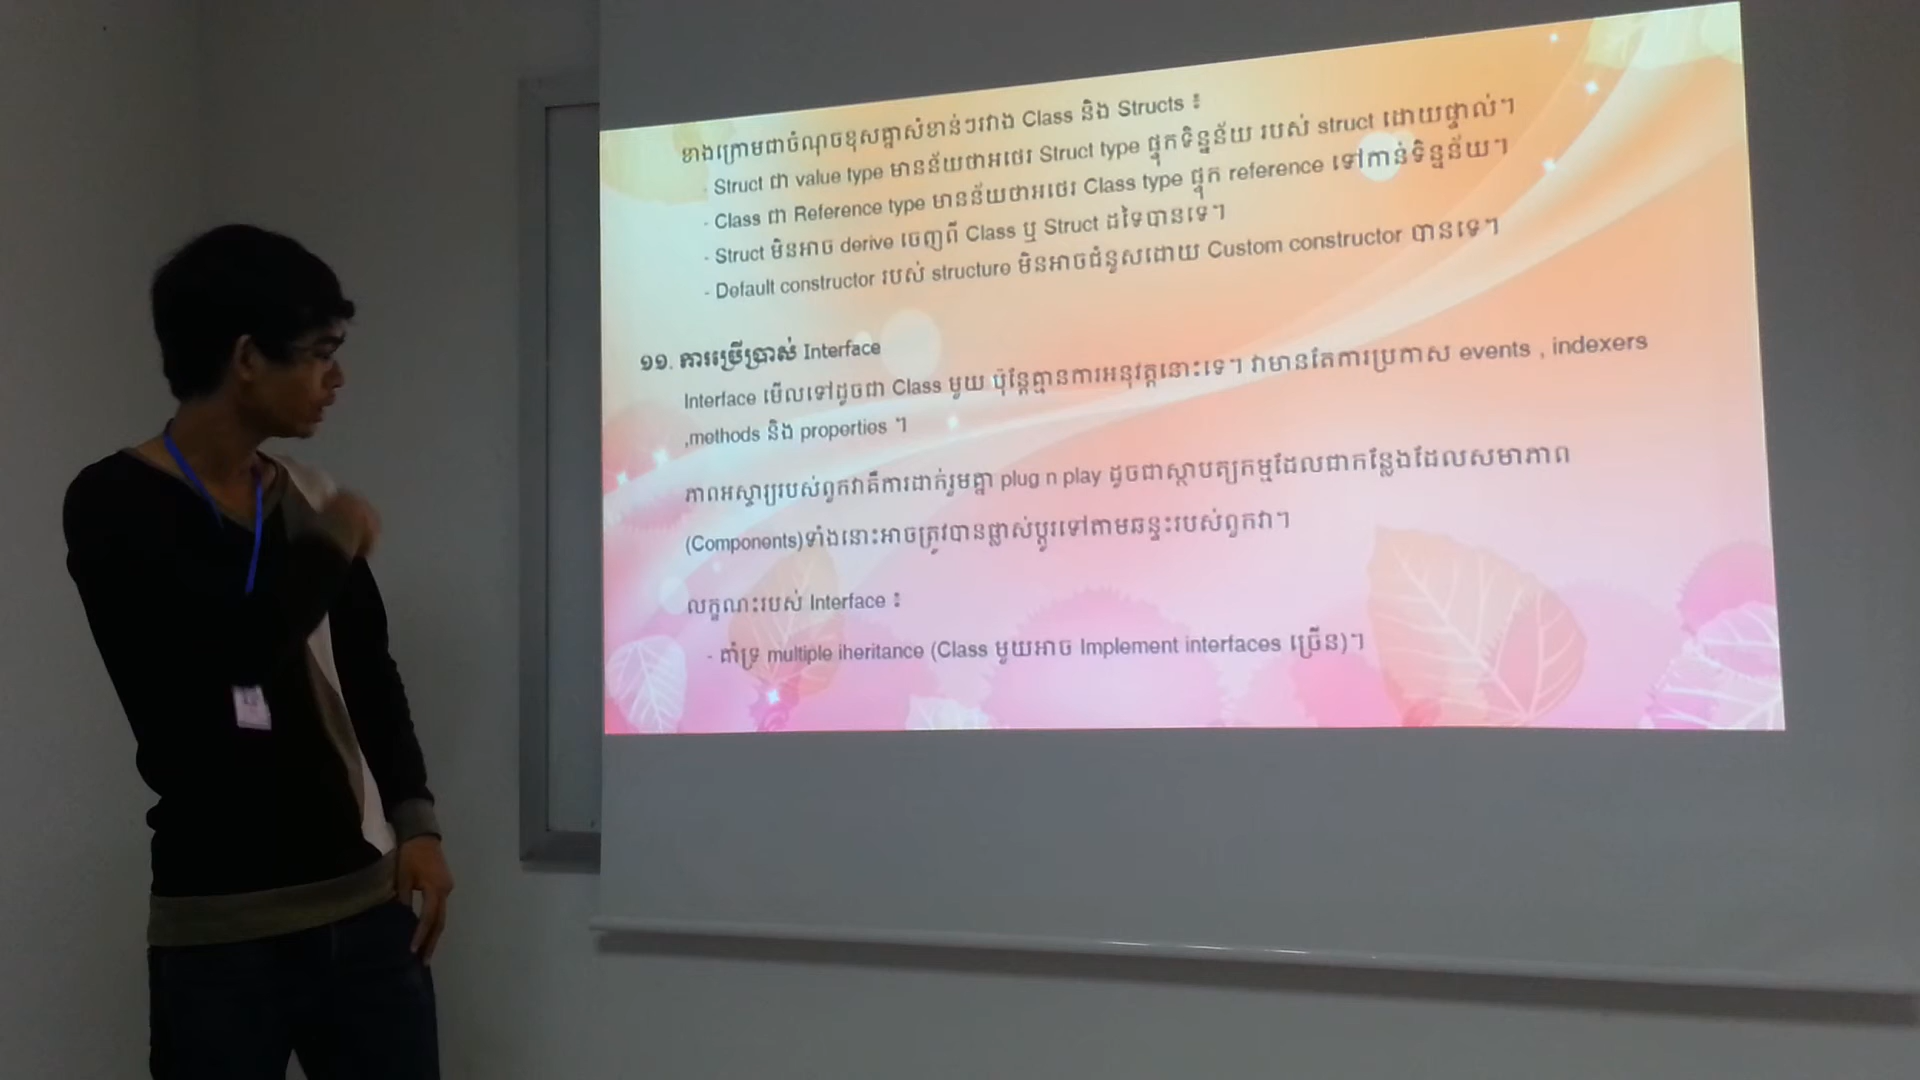 ខាងក្រោមជាចំណុចខុសគ្នាសំខាន់ៗរវាង Class និង Structs ៖
- Struct ជា value type មានន័យថាអថេរ Struct type ផ្ទុកទិន្នន័យ របស់ struct ដោយផ្ទាល់។
- Class ជា Reference type មានន័យថាអថេរ Class type ផ្ទុក reference ទៅកាន់ទិន្នន័យ។
- Struct មិនអាច derive ចេញពី Class ឬ Struct ដទៃបានទេ។
- Default constructor របស់ structure មិនអាចជំនួសដោយ Custom constructor បានទេ។
១១. ការប្រើប្រាស់ Interface
Interface មើលទៅដូចជា Class មួយ ប៉ុន្តែគ្មានការអនុវត្តនោះទេ។ វាមានតែការប្រកាស events , indexers
,methods និង properties ។
ភាពអស្ចារ្យរបស់ពួកវាគឺការដាក់រួមគ្នា plug n play ដូចជាស្ថាបត្យកម្មដែលជាកន្លែងដែលសមាភាព
(Components)ទាំងនោះអាចត្រូវបានផ្លាស់ប្តូរទៅតាមឆន្ទះរបស់ពួកវា។
លក្ខណះរបស់ Interface ៖
- គាំទ្រ multiple iheritance (Class មួយអាច Implement interfaces ច្រើន)។